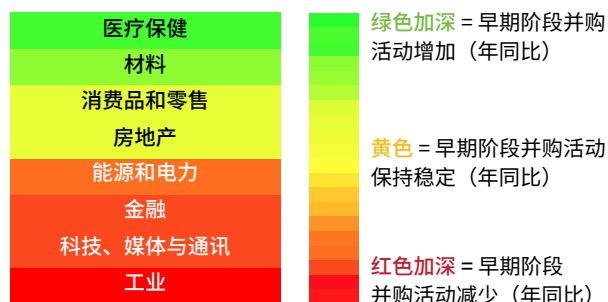 医疗保健
材料
消费品和零售
房地产
能源和电力
金融
科技、媒体与通讯
工业
绿色加深 = 早期阶段并购
活动增加（年同比）
黄色 = 早期阶段并购活动
保持稳定（年同比）
红色加深 = 早期阶段
并购活动减少（年同比）